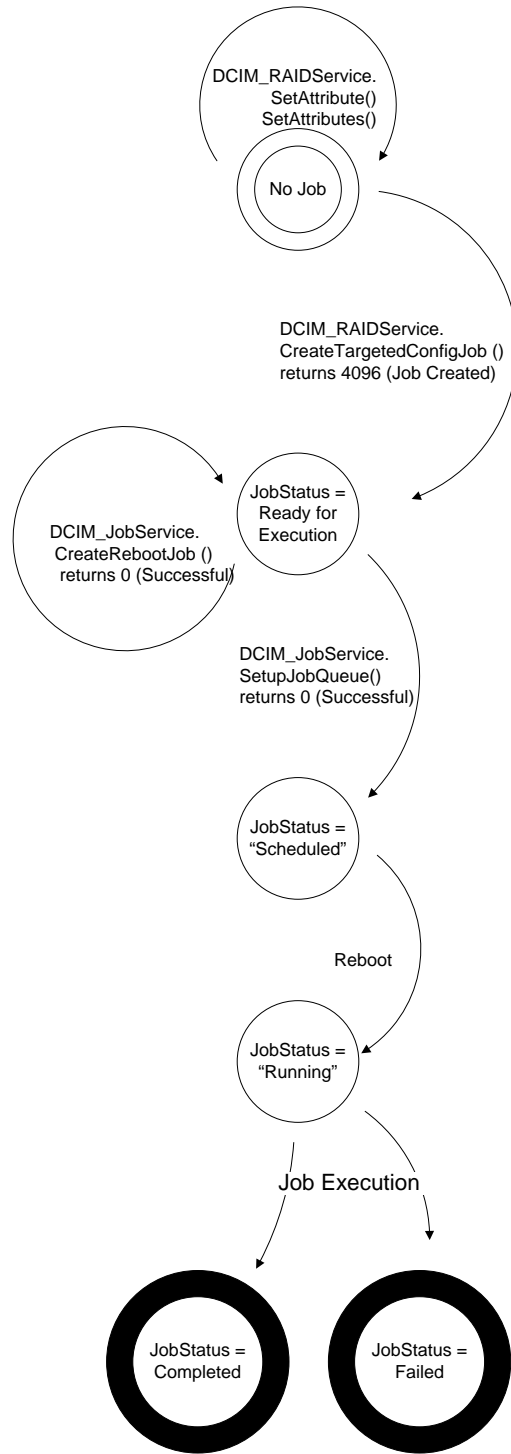 DCIM_RAIDService.
SetAttribute()
SetAttributes()
No Job
DCIM_RAIDService.
CreateTargetedConfigJob ()
returns 4096 (Job Created)
JobStatus =
Ready for
Execution
DCIM_JobService.
CreateRebootJob ()
returns 0 (Successful)
DCIM_JobService.
SetupJobQueue()
returns 0 (Successful)
JobStatus =
“Scheduled”
Reboot
JobStatus =
“Running”
Job Execution
JobStatus =
Completed
JobStatus =
Failed